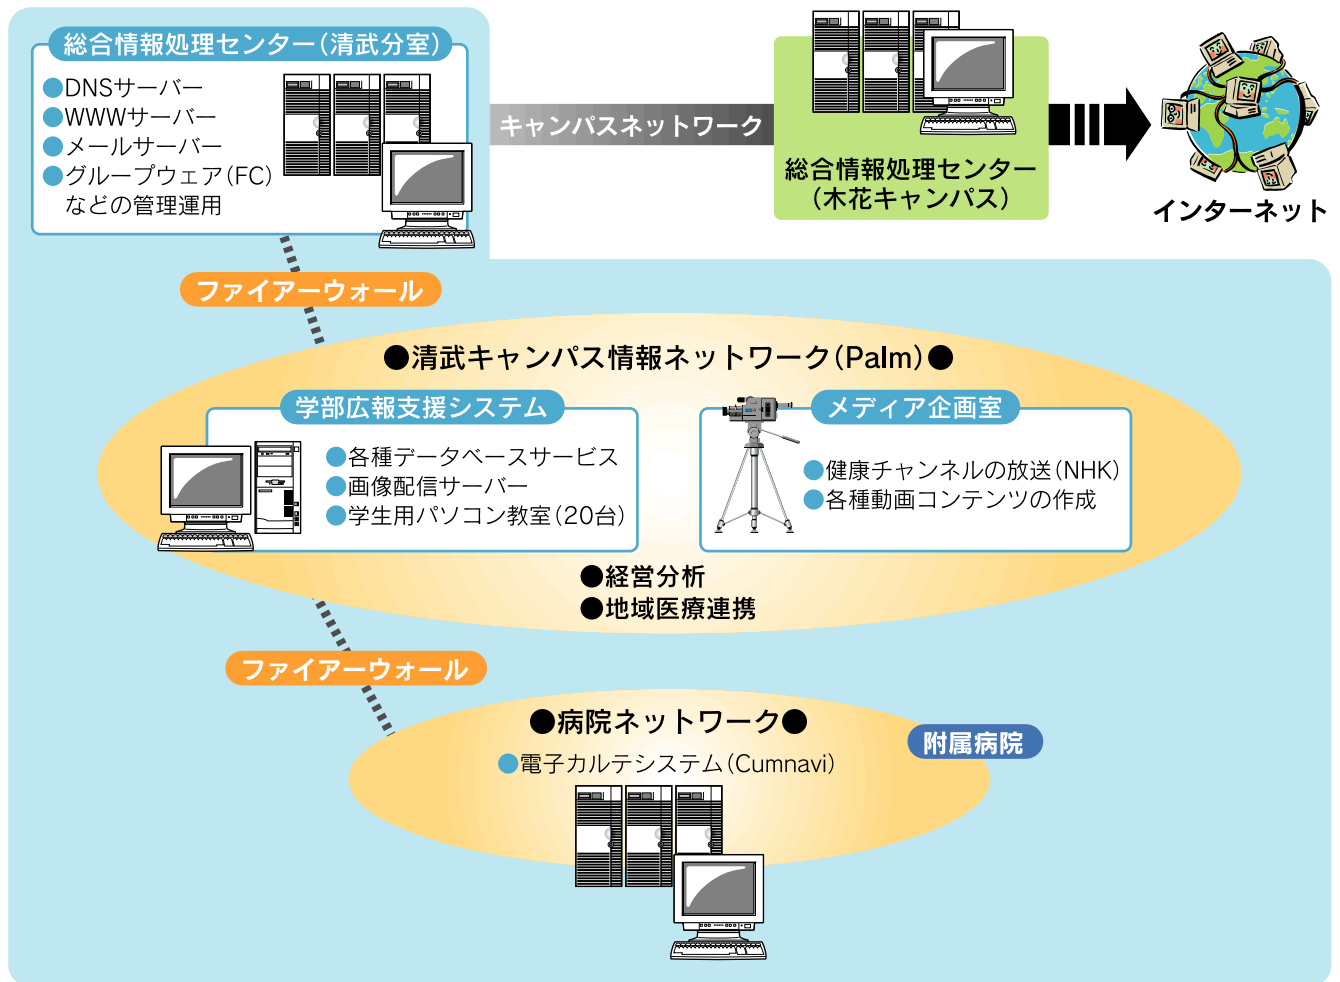 総合情報処理センター（清武分室）
●DNSサーバー
●WWWサーバー
●メールサーバー
●グループウェア（FC）
などの管理運用
キャンパスネットワーク
総合情報処理センター
（木花キャンパス）
インターネット
ファイアーウォール
●清武キャンパス情報ネットワーク（Palm）●
学部広報支援システム
●各種データベースサービス
●画像配信サーバー
●学生用パソコン教室（20台）
メディア企画室
●健康チャンネルの放送（NHK）
●各種動画コンテンツの作成
●経営分析
●地域医療連携
ファイアーウォール
●病院ネットワーク●
附属病院
●電子カルテシステム（Cumnavi）